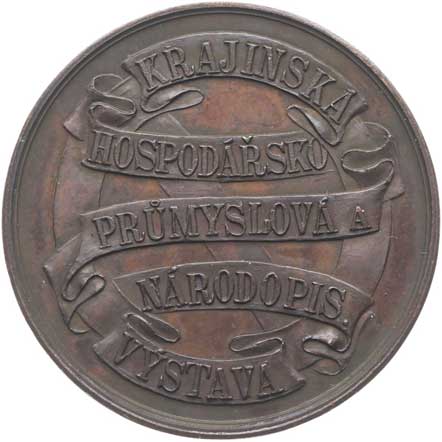 KRAJINSKÁ
HOSPODÁŘSKO
PRŮMYSLOVÁ A
NÁRODOPIS.
VÝSTAVA